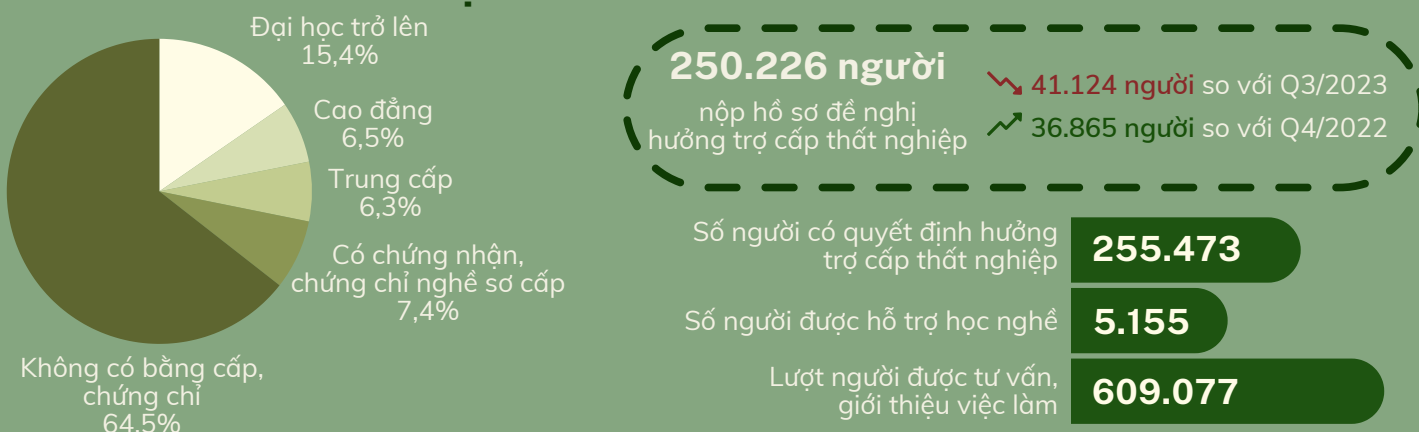 Đại học trở lên
15,4%
Cao đẳng
6,5%
Trung cấp
6,3%
Có chứng nhận,
chứng chỉ nghề sơ cấp
7,4%
Không có bằng cấp,
chứng chỉ
64,5%
250.226 người
nộp hồ sơ đề nghị
hưởng trợ cấp thất nghiệp
41.124 người so với Q3/2023
36.865 người so với Q4/2022
Số người có quyết định hưởng
trợ cấp thất nghiệp
255.473
Số người được hỗ trợ học nghề
5.155
Lượt người được tư vấn,
giới thiệu việc làm
609.077